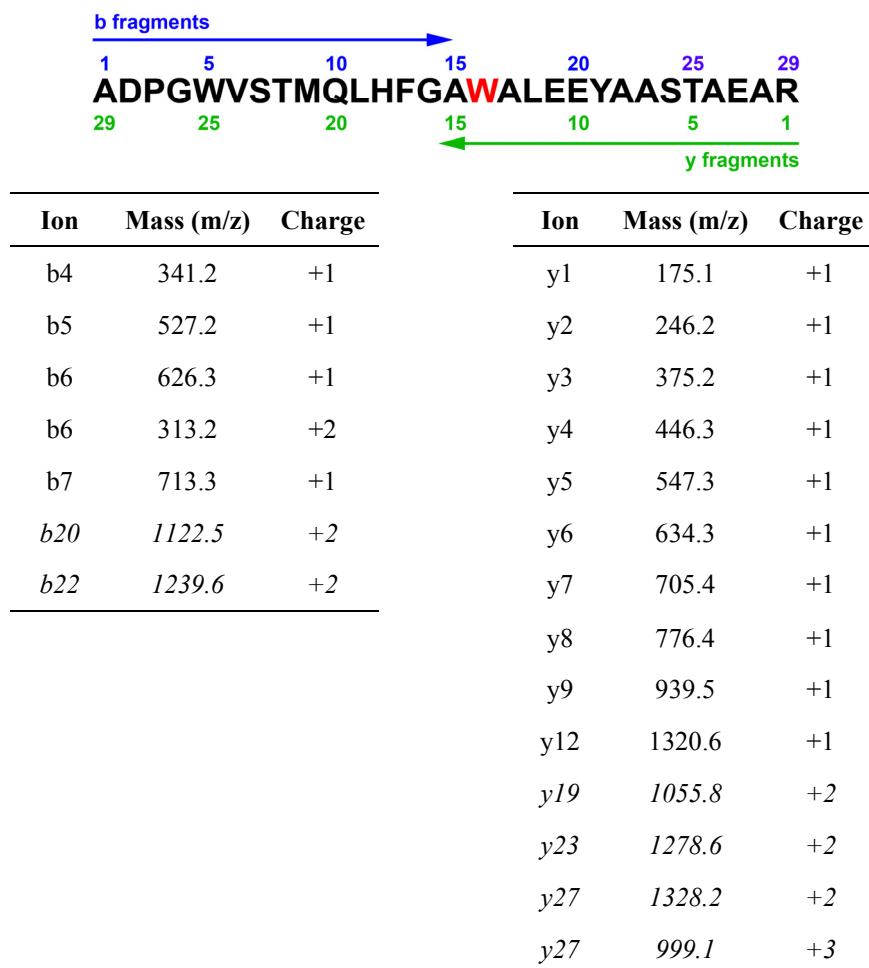 b fragments
1 5 10 15 20 25 29
ADPGWVSTMQLHFGAWALEEYAASTAEAR
29 25 20 15 10 5 1
y fragments
Ion Mass (m/z) Charge
b4 341.2 +1
b5 527.2 +1
b6 626.3 +1
b6 313.2 +2
b7 713.3 +1
b20 1122.5 +2
b22 1239.6 +2
Ion Mass (m/z) Charge
y1 175.1 +1
y2 246.2 +1
y3 375.2 +1
y4 446.3 +1
y5 547.3 +1
y6 634.3 +1
y7 705.4 +1
y8 776.4 +1
y9 939.5 +1
y12 1320.6 +1
y19 1055.8 +2
y23 1278.6 +2
y27 1328.2 +2
y27 999.1 +3